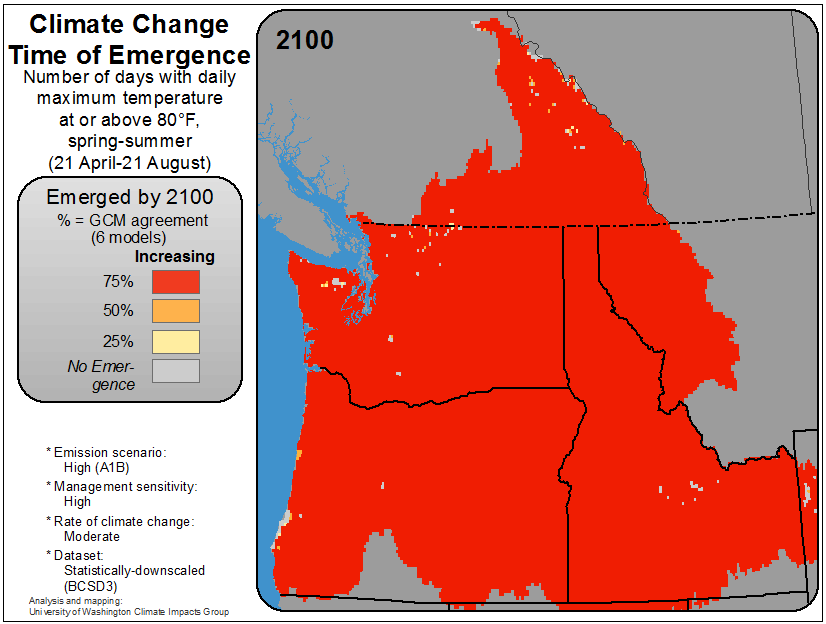 Climate Change
Time of Emergence
Number of days with daily
maximum temperature
at or above 80°F,
spring-summer
(21 April-21 August)
Emerged by 2100
% = GCM agreement
(6 models)
Increasing
75%
50%
25%
No Emer-
gence
* Emission scenario:
High (A1B)
* Management sensitivity:
High
* Rate of climate change:
Moderate
* Dataset:
Statistically-downscaled
(BCSD3)
Analysis and mapping:
University of Washington Climate Impacts Group
2100